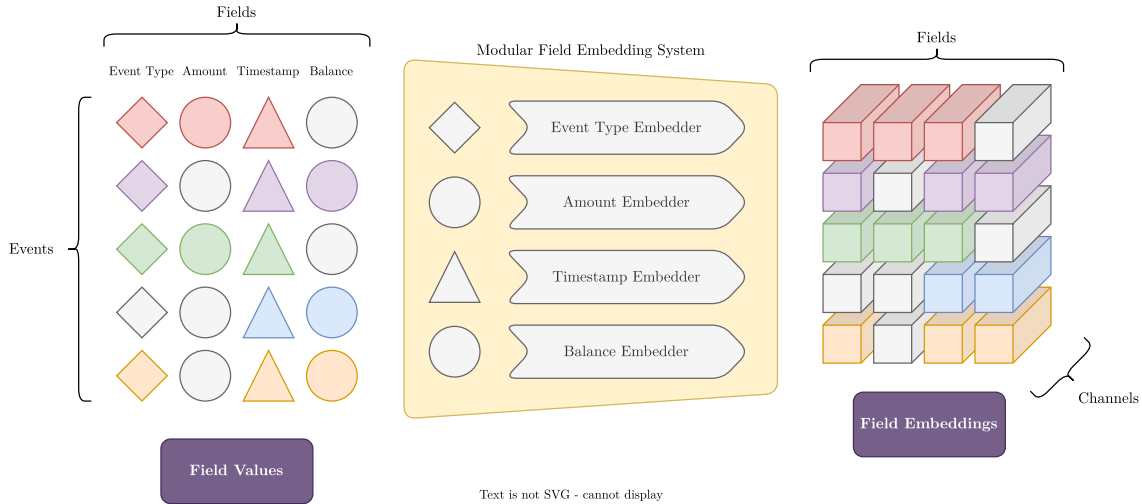 Fields
Event Type Amount Timestamp Balance
Events
Field Values
Modular Field Embedding System
Event Type Embedder
Amount Embedder
Timestamp Embedder
Balance Embedder
Text is not SVG - cannot display
Fields
Channels
Field Embeddings